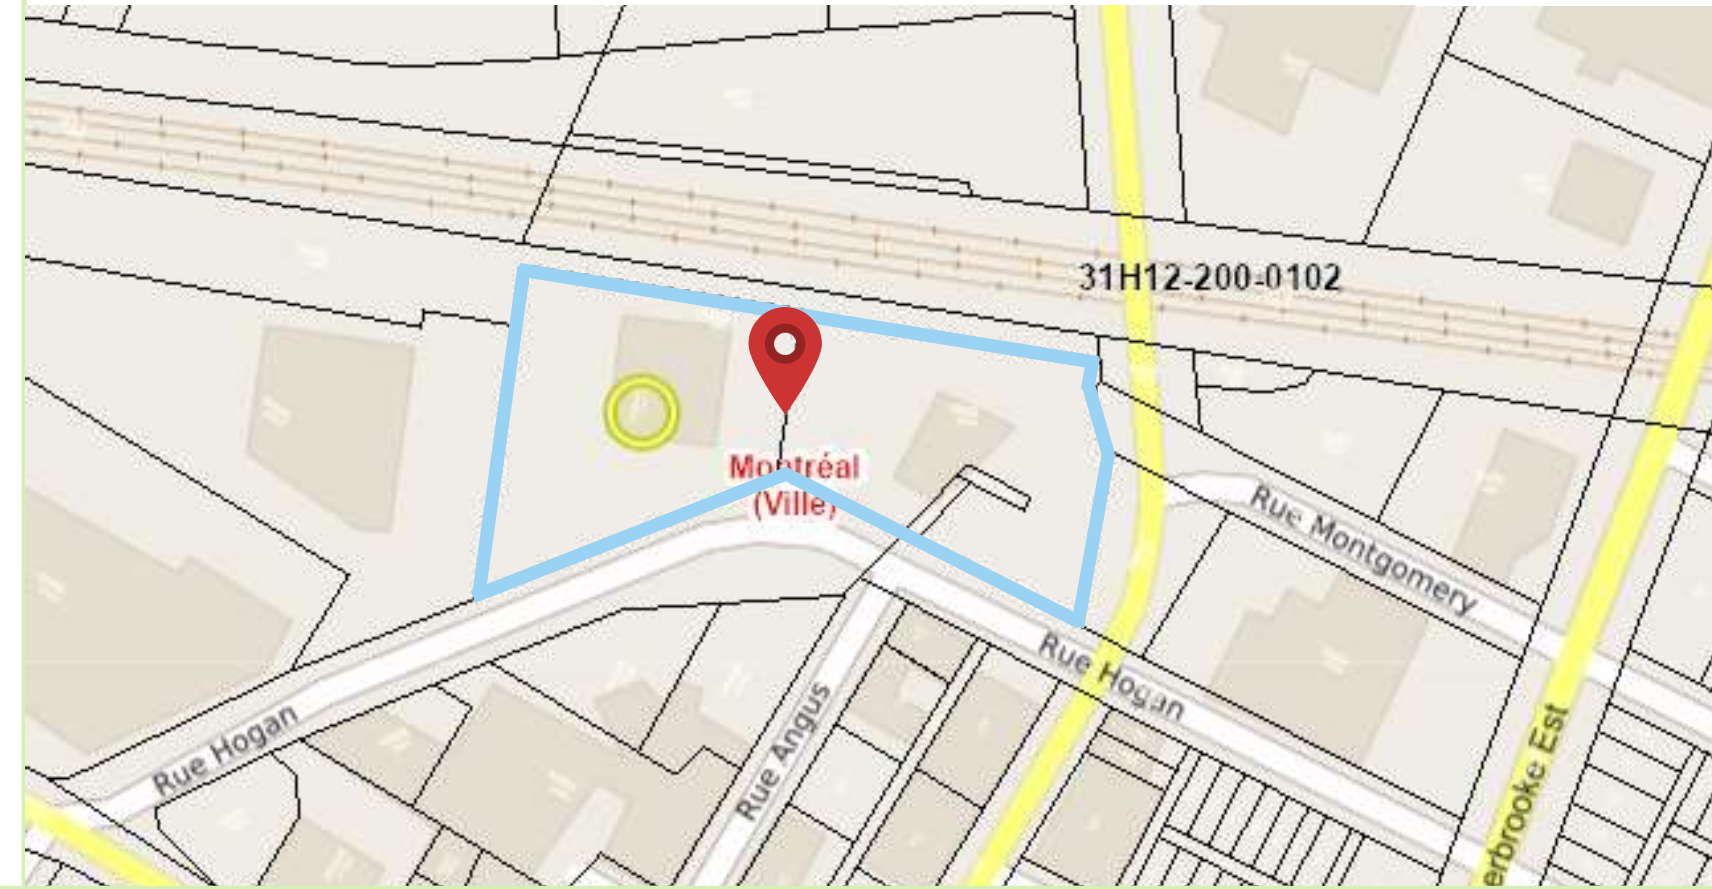 31H12-200-0102
Montréal
(Ville)
Rue Montgomery
Rue Hogan
Rue Hogan
Rue Angus
erbrooke Est